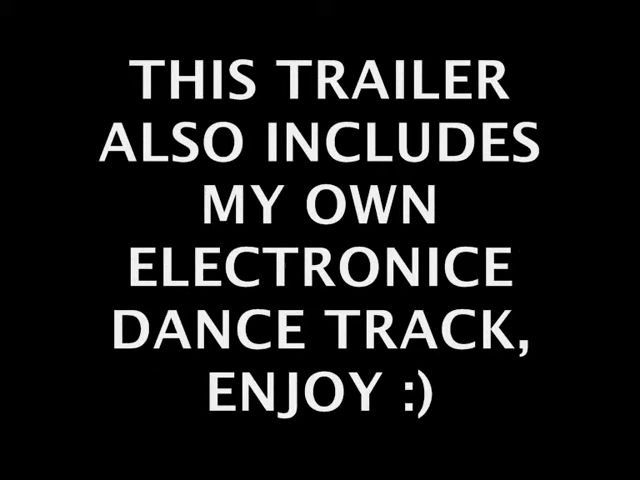 THIS TRAILER
ALSO INCLUDES
MY OWN
ELECTRONICE
DANCE TRACK,
ENJOY :)